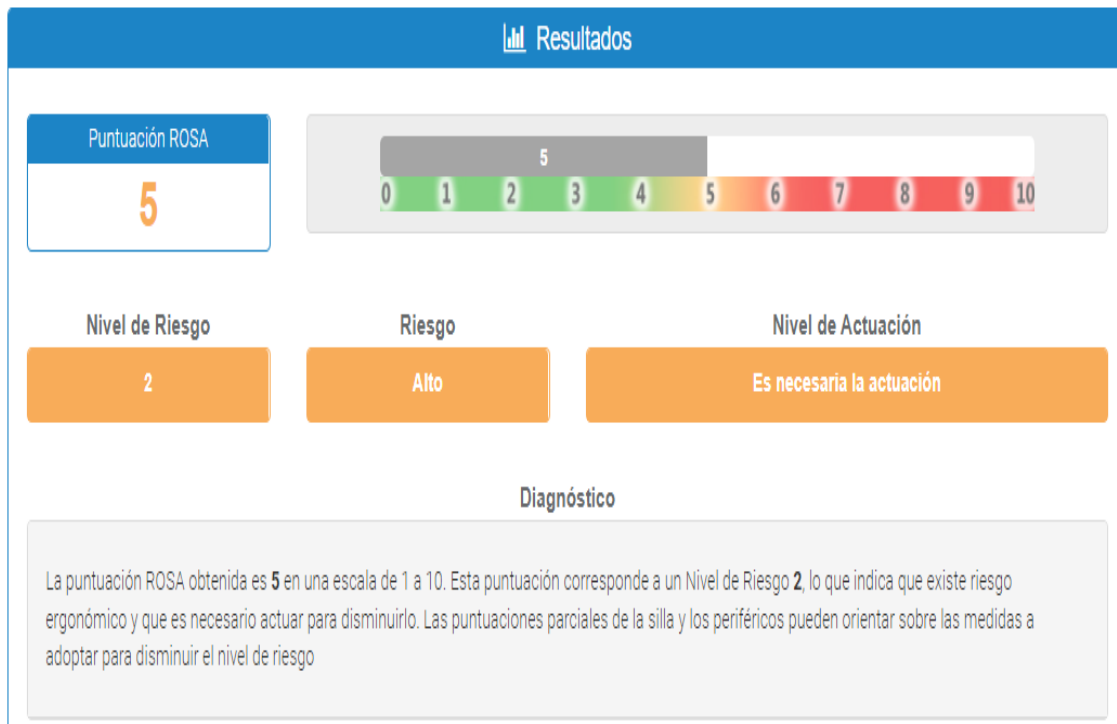 Resultados
Puntuación ROSA
5
5
0 1 2 3 4 5 6 7 8 9 10
Nivel de Riesgo
Riesgo
Nivel de Actuación
2
Alto
Es necesaria la actuación
Diagnóstico
La puntuación ROSA obtenida es 5 en una escala de 1 a 10. Esta puntuación corresponde a un Nivel de Riesgo 2, lo que indica que existe riesgo
ergonómico y que es necesario actuar para disminuirlo. Las puntuaciones parciales de la silla y los periféricos pueden orientar sobre las medidas a
adoptar para disminuir el nivel de riesgo